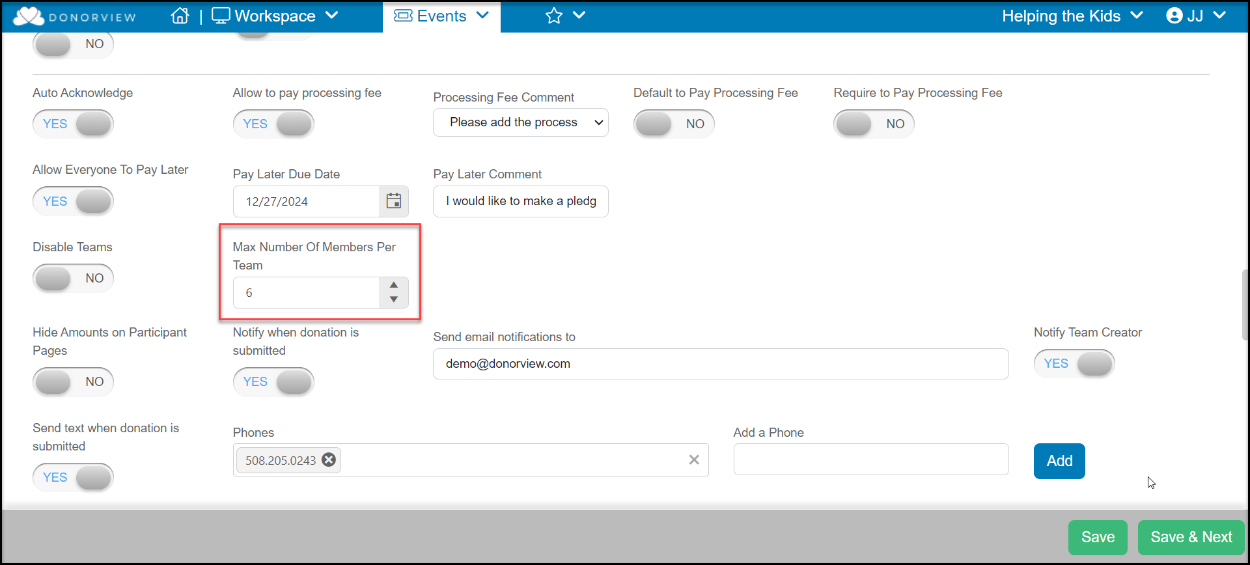 DONORVIEW | Workspace Events Helping the Kids JJ
NO
Auto Acknowledge Allow to pay processing fee Processing Fee Comment Default to Pay Processing Fee Require to Pay Processing Fee
YES YES Please add the process NO NO
Allow Everyone To Pay Later Pay Later Due Date Pay Later Comment
YES 12/27/2024 I would like to make a pledg
Disable Teams Max Number Of Members Per
Team
NO 6
Hide Amounts on Participant Notify when donation is Send email notifications to Notify Team Creator
Pages submitted
NO YES demo@donorview.com YES
Send text when donation is Phones Add a Phone
submitted
YES 508.205.0243 Add
Save Save & Next